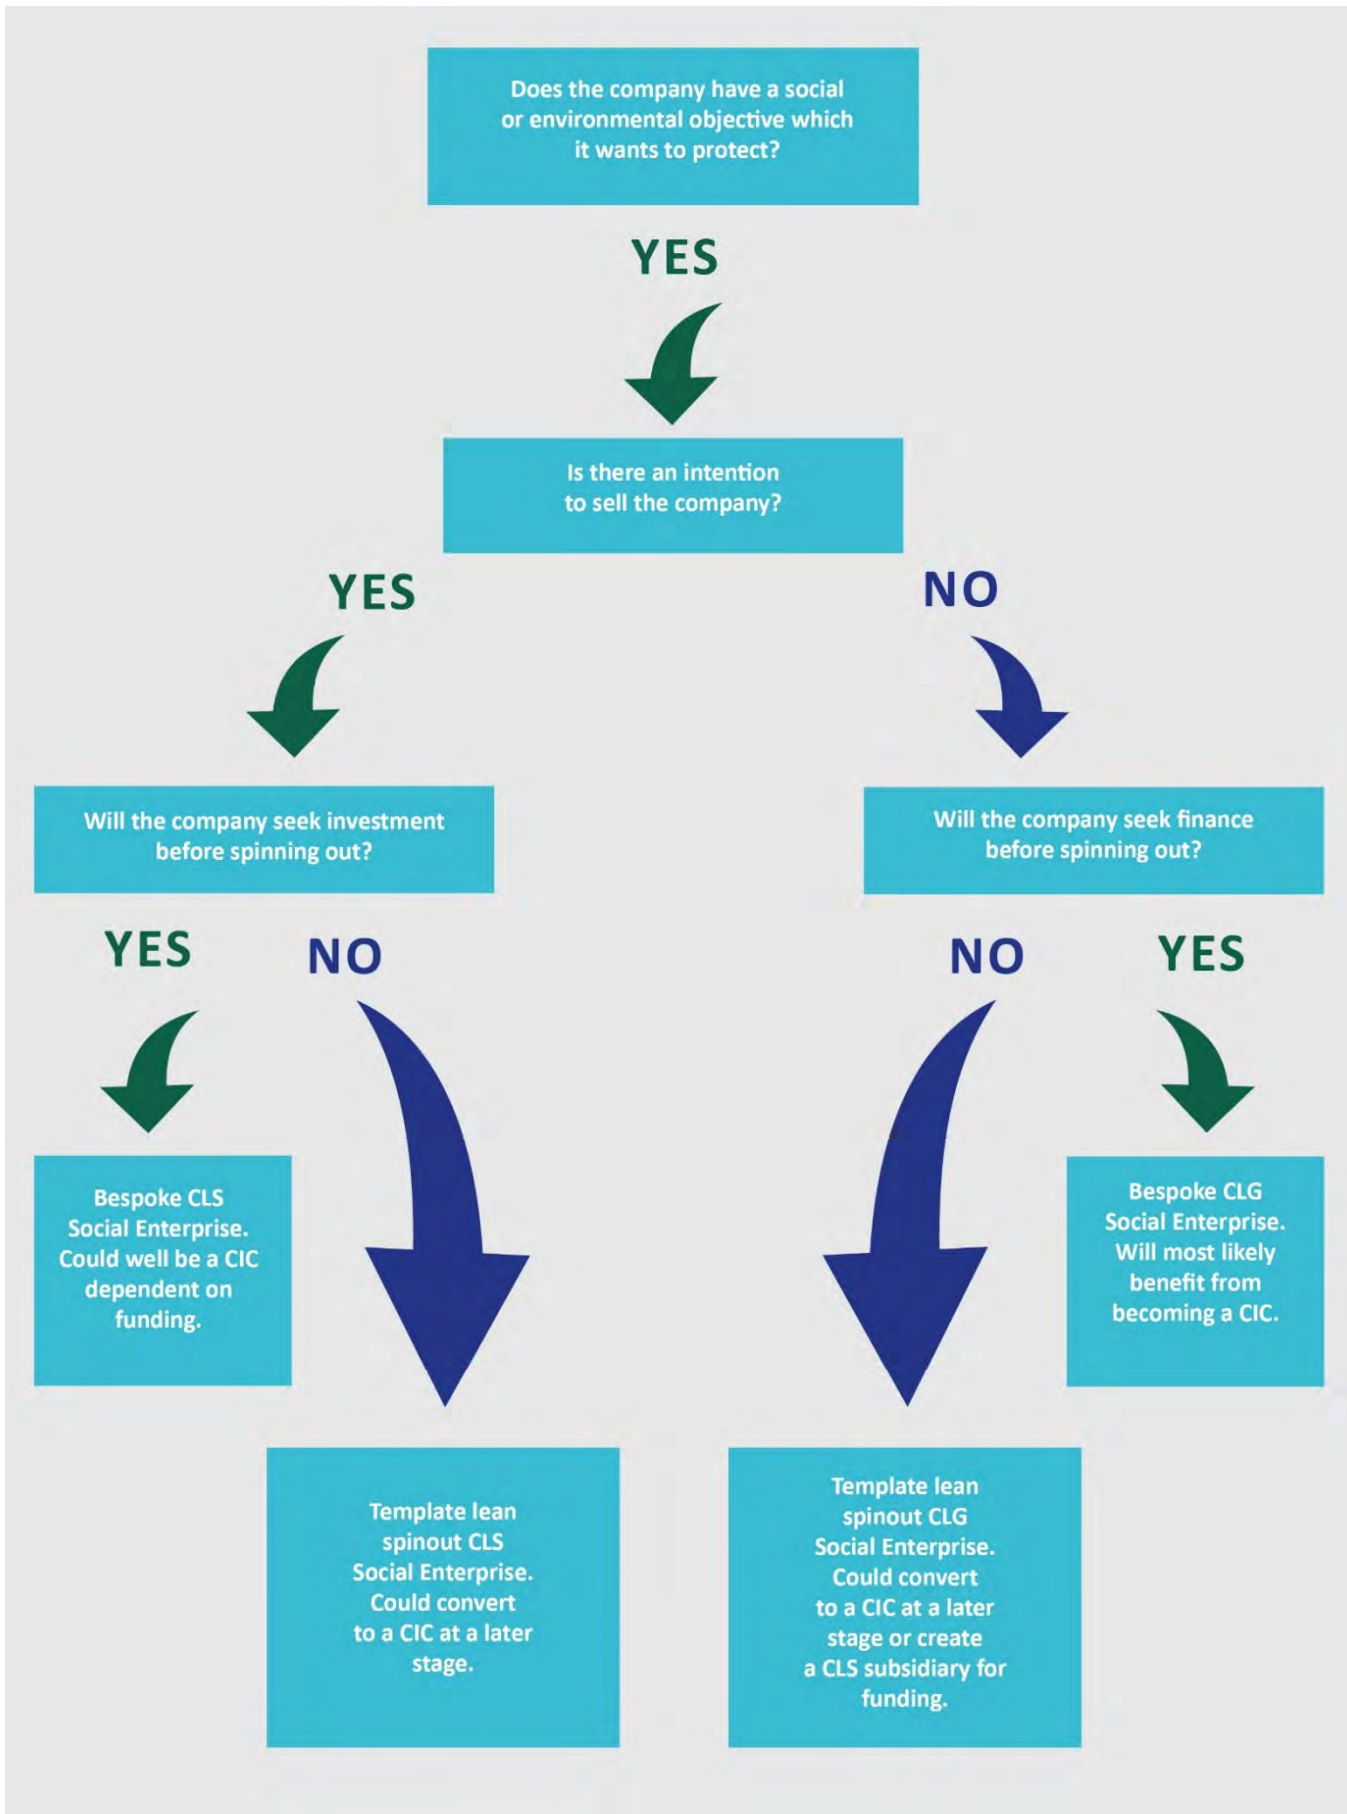 Does the company have a social
or environmental objective which
it wants to protect?
YES
Is there an intention
to sell the company?
YES
NO
Will the company seek investment
before spinning out?
Will the company seek finance
before spinning out?
YES
NO
NO
YES
Bespoke CLS
Social Enterprise.
Could well be a CIC
dependent on
funding.
Bespoke CLG
Social Enterprise.
Will most likely
benefit from
becoming a CIC.
Template lean
spinout CLS
Social Enterprise.
Could convert
to a CIC at a later
stage.
Template lean
spinout CLG
Social Enterprise.
Could convert
to a CIC at a later
stage or create
a CLS subsidiary for
funding.